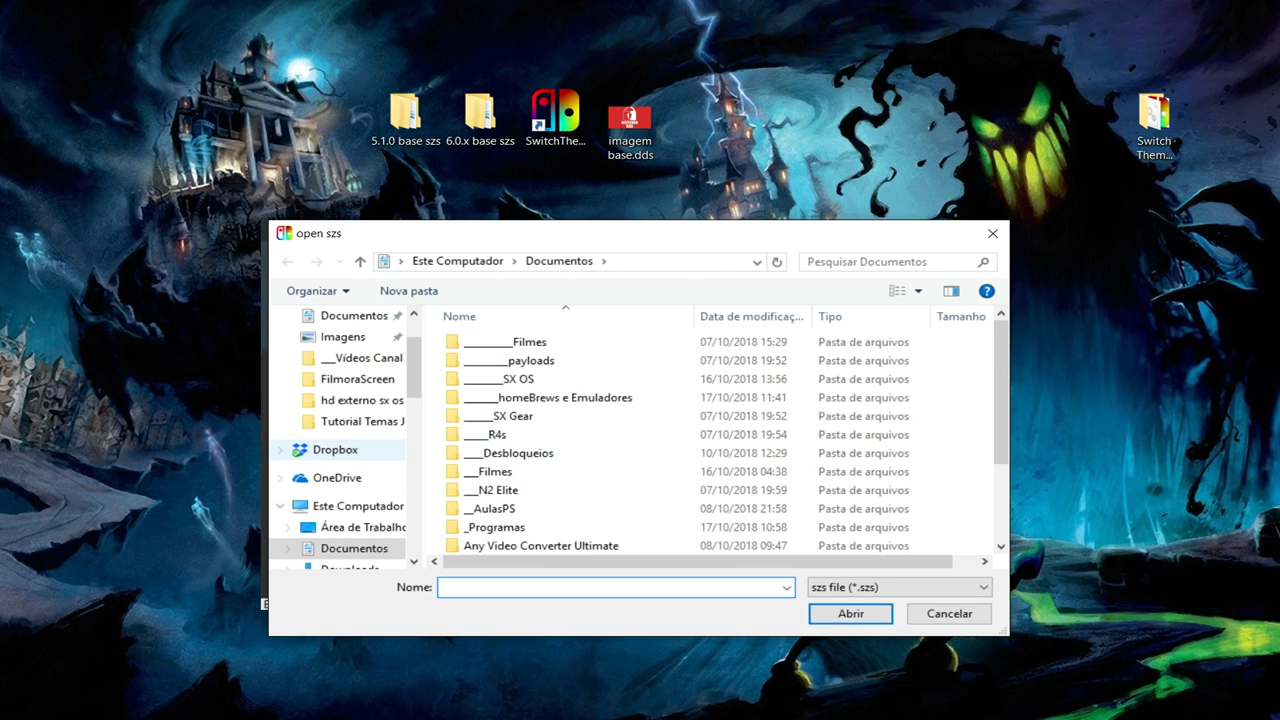 5.1.0 base szs
6.0.x base szs
SwitchThe...
imagem
base.dds
Switch
Them...
open szs
Este Computador
Documentos
Pesquisar Documentos
Organizar
Nova pasta
Documentos
Imagens
___Vídeos Canal
FilmoraScreen
hd externo sx os
Tutorial Temas J
Dropbox
OneDrive
Este Computador
Área de Trabalho
Documentos
Downloads
Nome Data de modificaç... Tipo Tamanho
_________Filmes 07/10/2018 15:29 Pasta de arquivos
________payloads 07/10/2018 19:52 Pasta de arquivos
_______SX OS 16/10/2018 13:56 Pasta de arquivos
______homeBrews e Emuladores 17/10/2018 11:41 Pasta de arquivos
_____SX Gear 07/10/2018 19:52 Pasta de arquivos
____R4s 07/10/2018 19:54 Pasta de arquivos
____Desbloqueios 10/10/2018 12:29 Pasta de arquivos
___Filmes 16/10/2018 04:38 Pasta de arquivos
___N2 Elite 07/10/2018 19:59 Pasta de arquivos
__AulasPS 08/10/2018 21:58 Pasta de arquivos
_Programas 17/10/2018 10:58 Pasta de arquivos
Any Video Converter Ultimate 08/10/2018 09:47 Pasta de arquivos
Nome:
szs file (*.szs)
Abrir
Cancelar